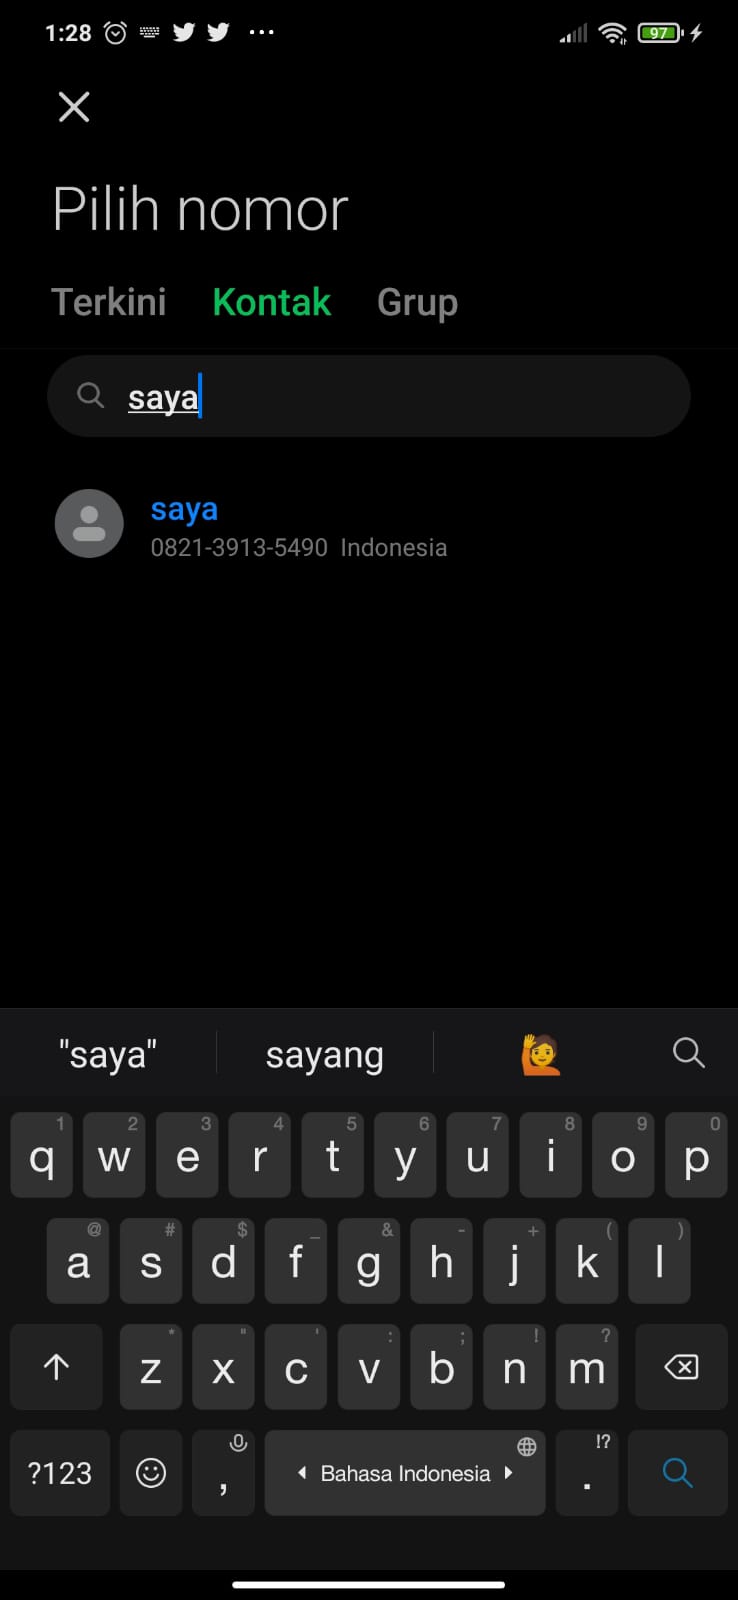 1:28 97
Pilih nomor
Terkini Kontak Grup
saya
saya
0821-3913-5490 Indonesia
"saya" sayang
1 2 3 4 5 6 7 8 9 0
q w e r t y u i o p
@ # $ _ & - + ( )
a s d f g h j k l
* " ' : ; ! ?
z x c v b n m
!?
?123 , Bahasa Indonesia .